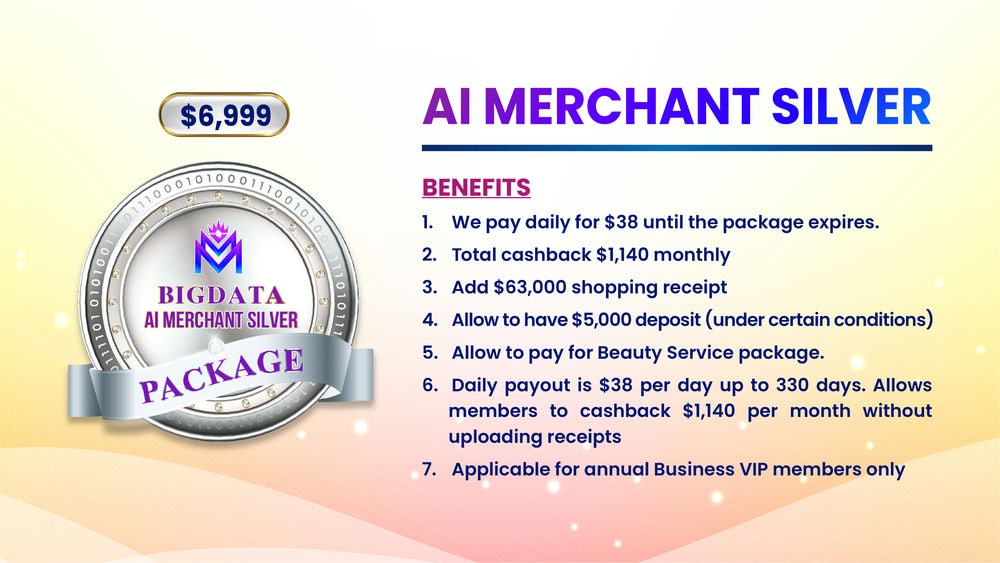 $6,999
AI MERCHANT SILVER
BENEFITS
1. We pay daily for $38 until the package expires.
2. Total cashback $1,140 monthly
3. Add $63,000 shopping receipt
4. Allow to have $5,000 deposit (under certain conditions)
5. Allow to pay for Beauty Service package.
6. Daily payout is $38 per day up to 330 days. Allows
members to cashback $1,140 per month without
uploading receipts
7. Applicable for annual Business VIP members only
BIGDATA
AI MERCHANT SILVER
PACKAGE